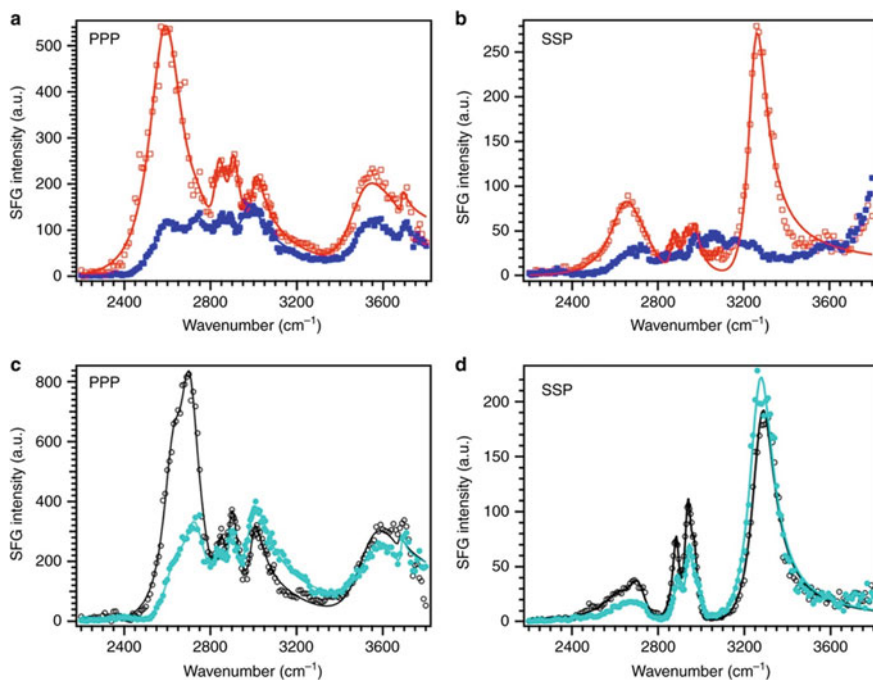 a
PPP
500
400
300
200
100
0
SFG intensity (a.u.)
2400 2800 3200 3600
Wavenumber (cm⁻¹)
b
SSP
250
200
150
100
50
0
SFG intensity (a.u.)
2400 2800 3200 3600
Wavenumber (cm⁻¹)
c
PPP
800
600
400
200
0
SFG intensity (a.u.)
2400 2800 3200 3600
Wavenumber (cm⁻¹)
d
SSP
200
150
100
50
0
SFG intensity (a.u.)
2400 2800 3200 3600
Wavenumber (cm⁻¹)